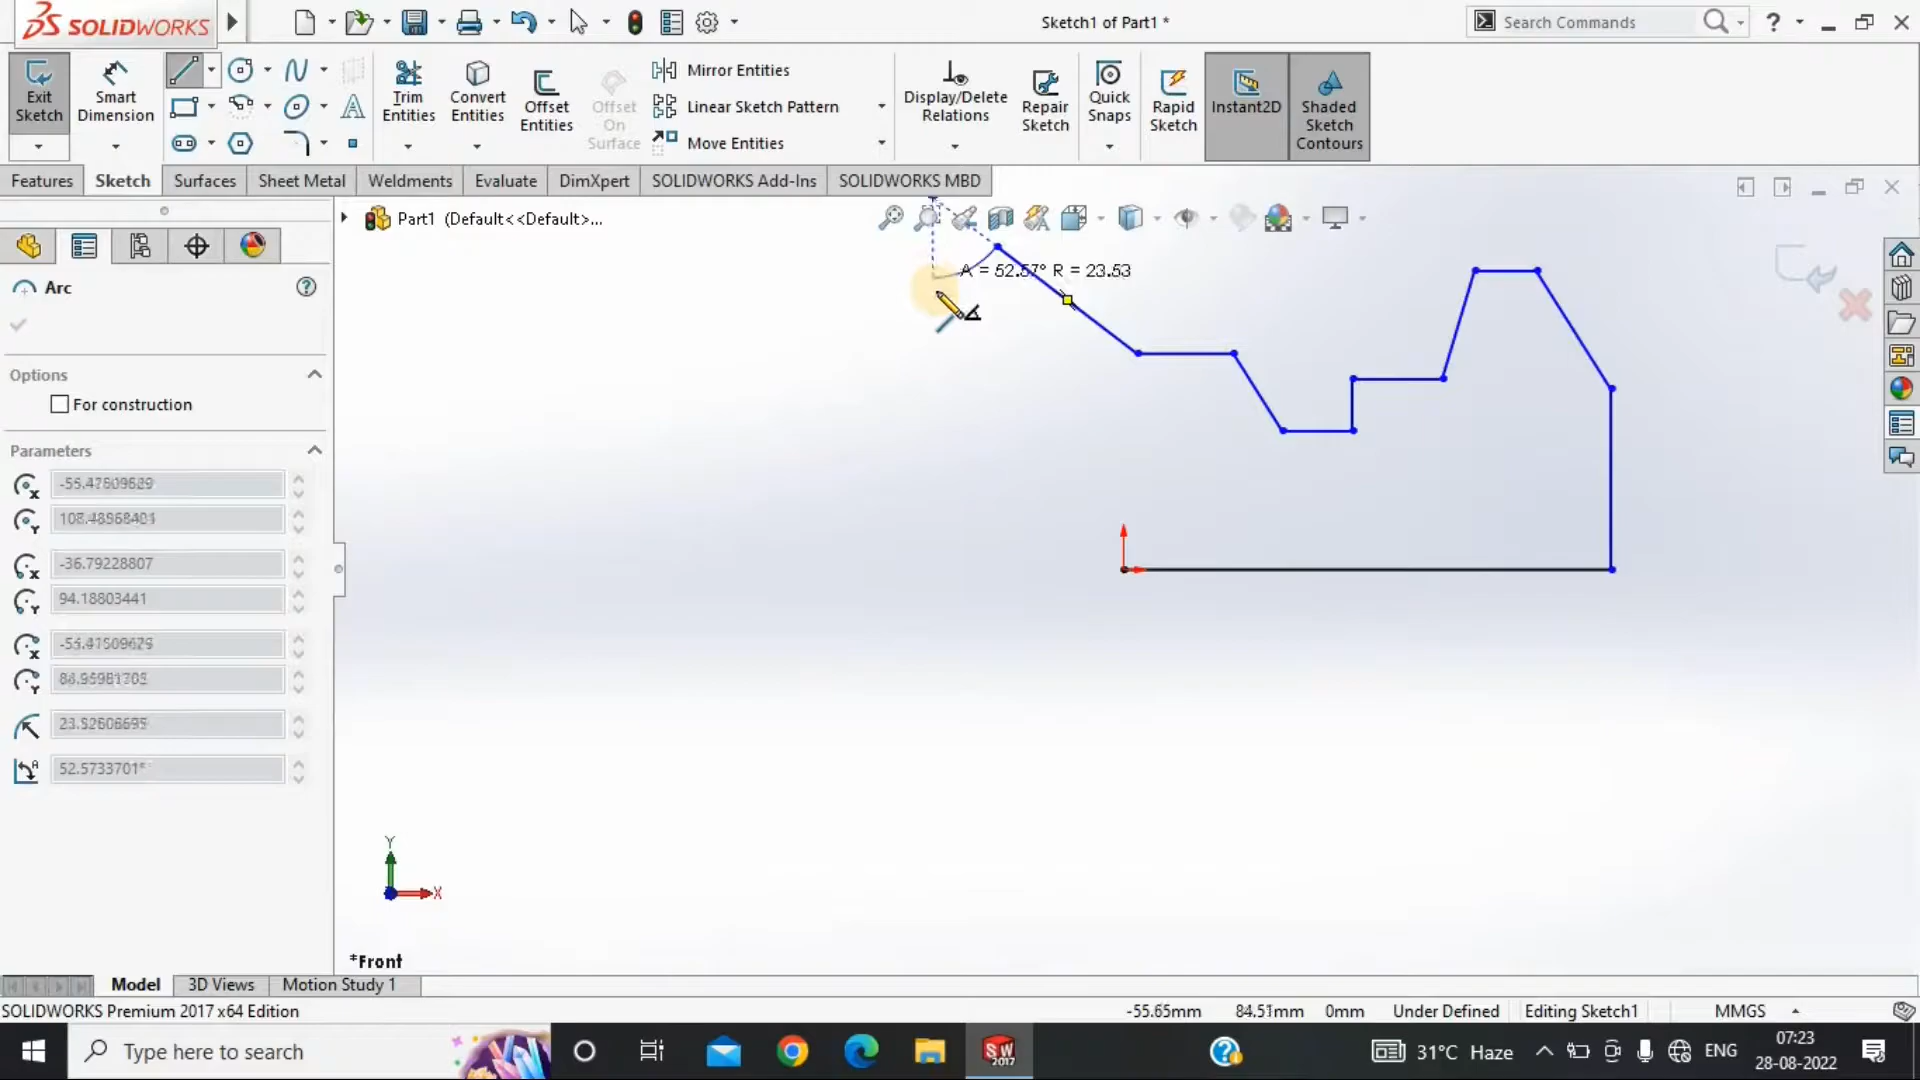 SOLIDWORKS
Sketch1 of Part1 *
Search Commands
Exit Sketch
Smart Dimension
Trim Entities
Convert Entities
Offset Entities
Offset On Surface
Mirror Entities
Linear Sketch Pattern
Move Entities
Display/Delete Relations
Repair Sketch
Quick Snaps
Rapid Sketch
Instant2D
Shaded Sketch Contours
Features
Sketch
Surfaces
Sheet Metal
Weldments
Evaluate
DimXpert
SOLIDWORKS Add-Ins
SOLIDWORKS MBD
Part1 (Default<<Default>...
Arc
Options
For construction
Parameters
108.48968401
-36.79228807
94.18803441
52.5733701°
A = 52.57° R = 23.53
Y
X
*Front
Model
3D Views
Motion Study 1
SOLIDWORKS Premium 2017 x64 Edition
-55.65mm
84.51mm
0mm
Under Defined
Editing Sketch1
MMGS
Type here to search
SW
2017
31°C Haze
ENG
07:23
28-08-2022